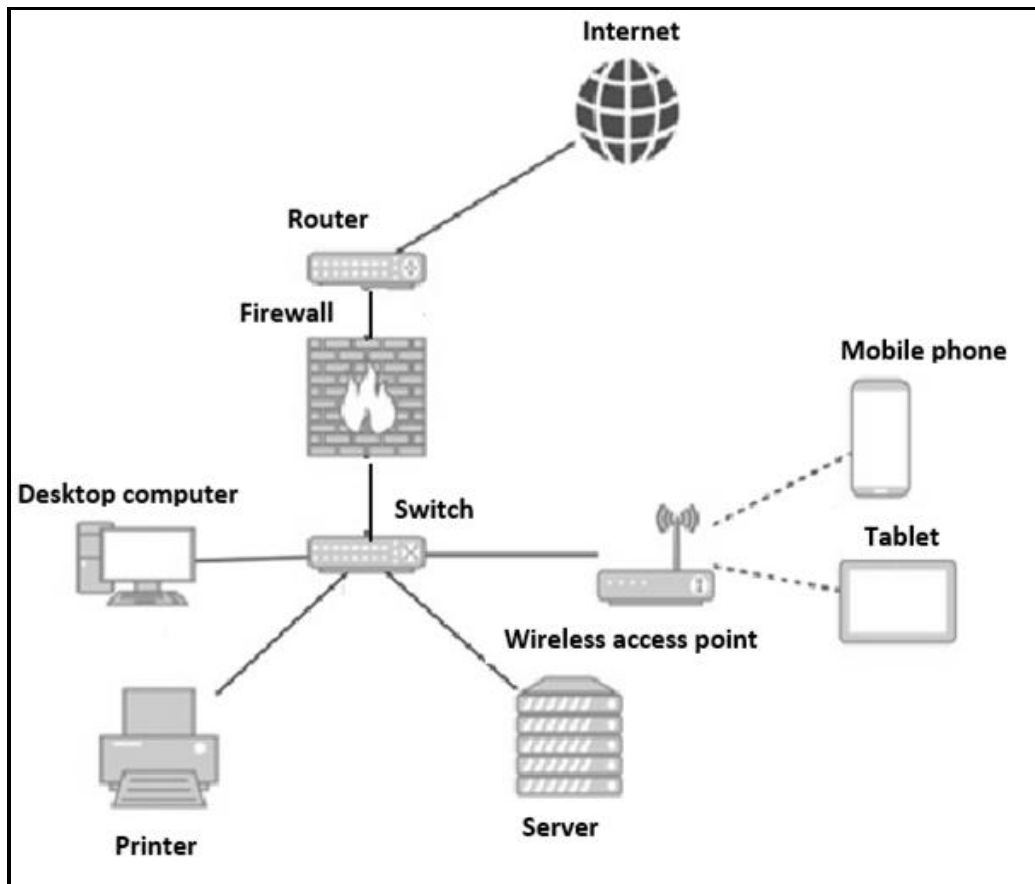 Internet
Router
Firewall
Mobile phone
Desktop computer
Switch
Tablet
Wireless access point
Server
Printer